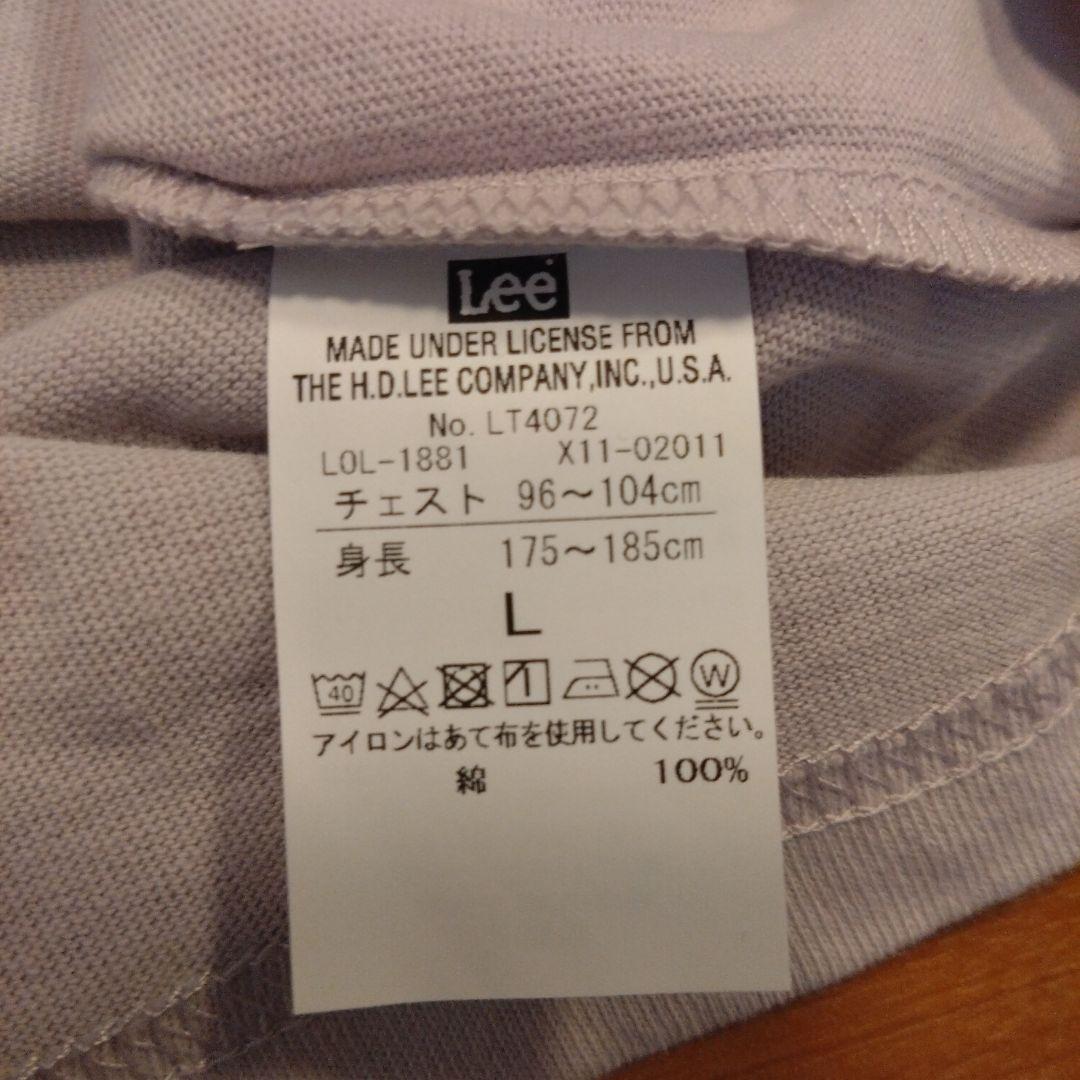 Lee
MADE UNDER LICENSE FROM
THE H.D.LEE COMPANY,INC.,U.S.A.
No. LT4072
LOL-1881 X11-02011
チェスト 96～104cm
身長 175～185cm
L
40 W
アイロンはあて布を使用してください。
綿 100%